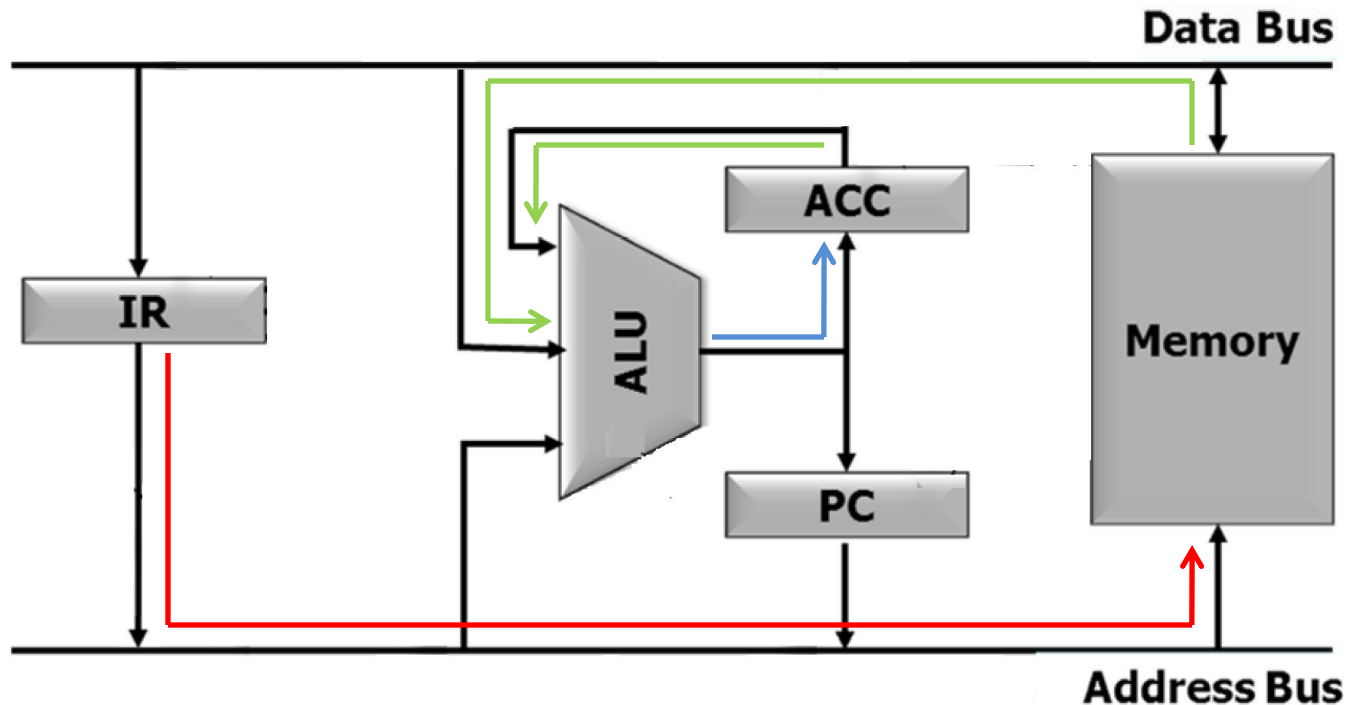 Data Bus
ACC
IR
ALU
Memory
PC
Address Bus